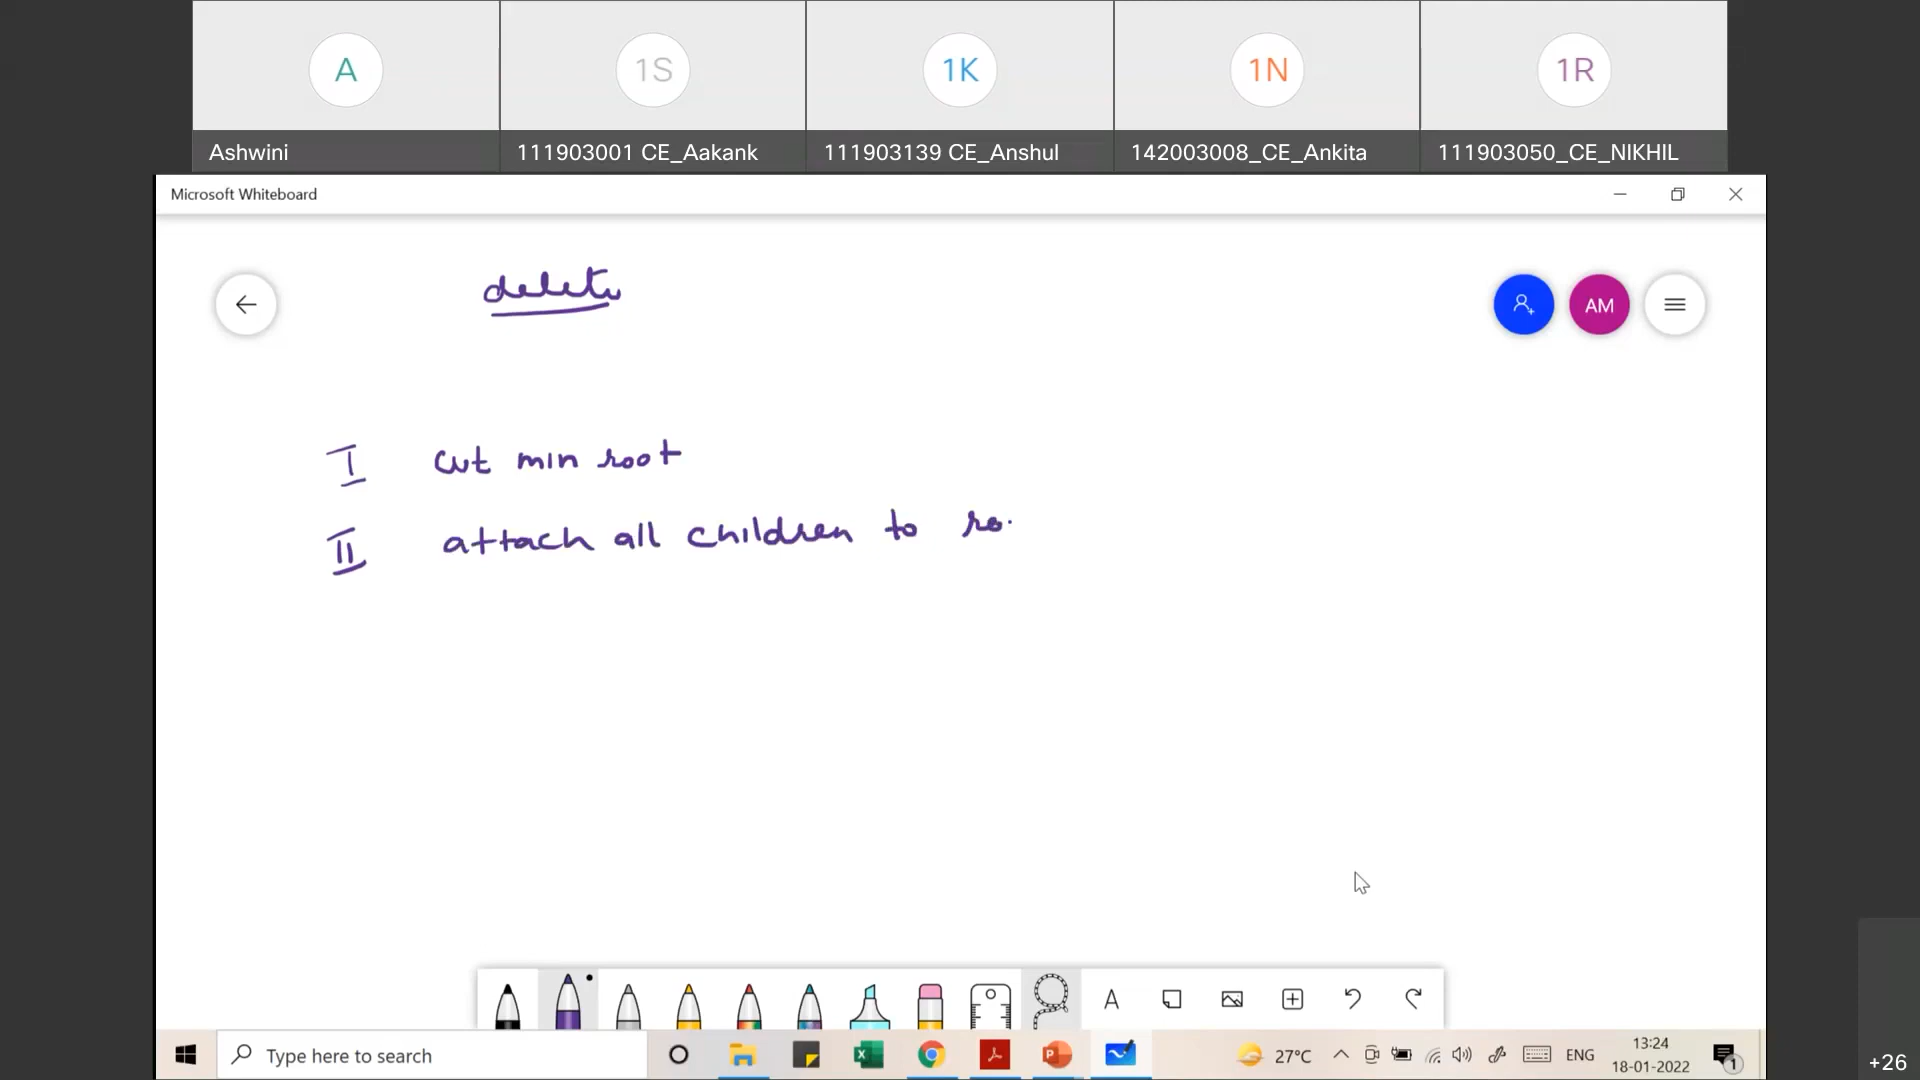 A 1S 1K 1N 1R
Ashwini 111903001 CE_Aakank 111903139 CE_Anshul 142003008_CE_Ankita 111903050_CE_NIKHIL
Microsoft Whiteboard
delete
AM
I cut min root
II attach all children to ro
A
Type here to search
27°C ENG 13:24
18-01-2022 1
+26